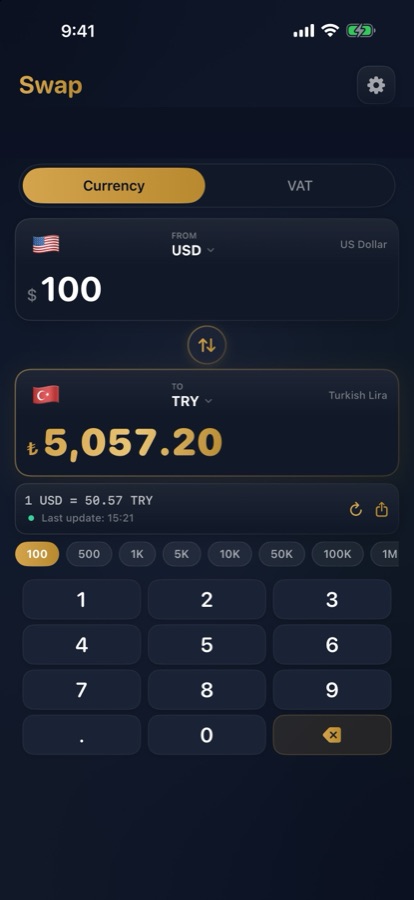 9:41
Swap
Currency VAT
FROM
USD
US Dollar
$ 100
TO
TRY
Turkish Lira
₺ 5,057.20
1 USD = 50.57 TRY
Last update: 15:21
100 500 1K 5K 10K 50K 100K 1M
1 2 3
4 5 6
7 8 9
. 0